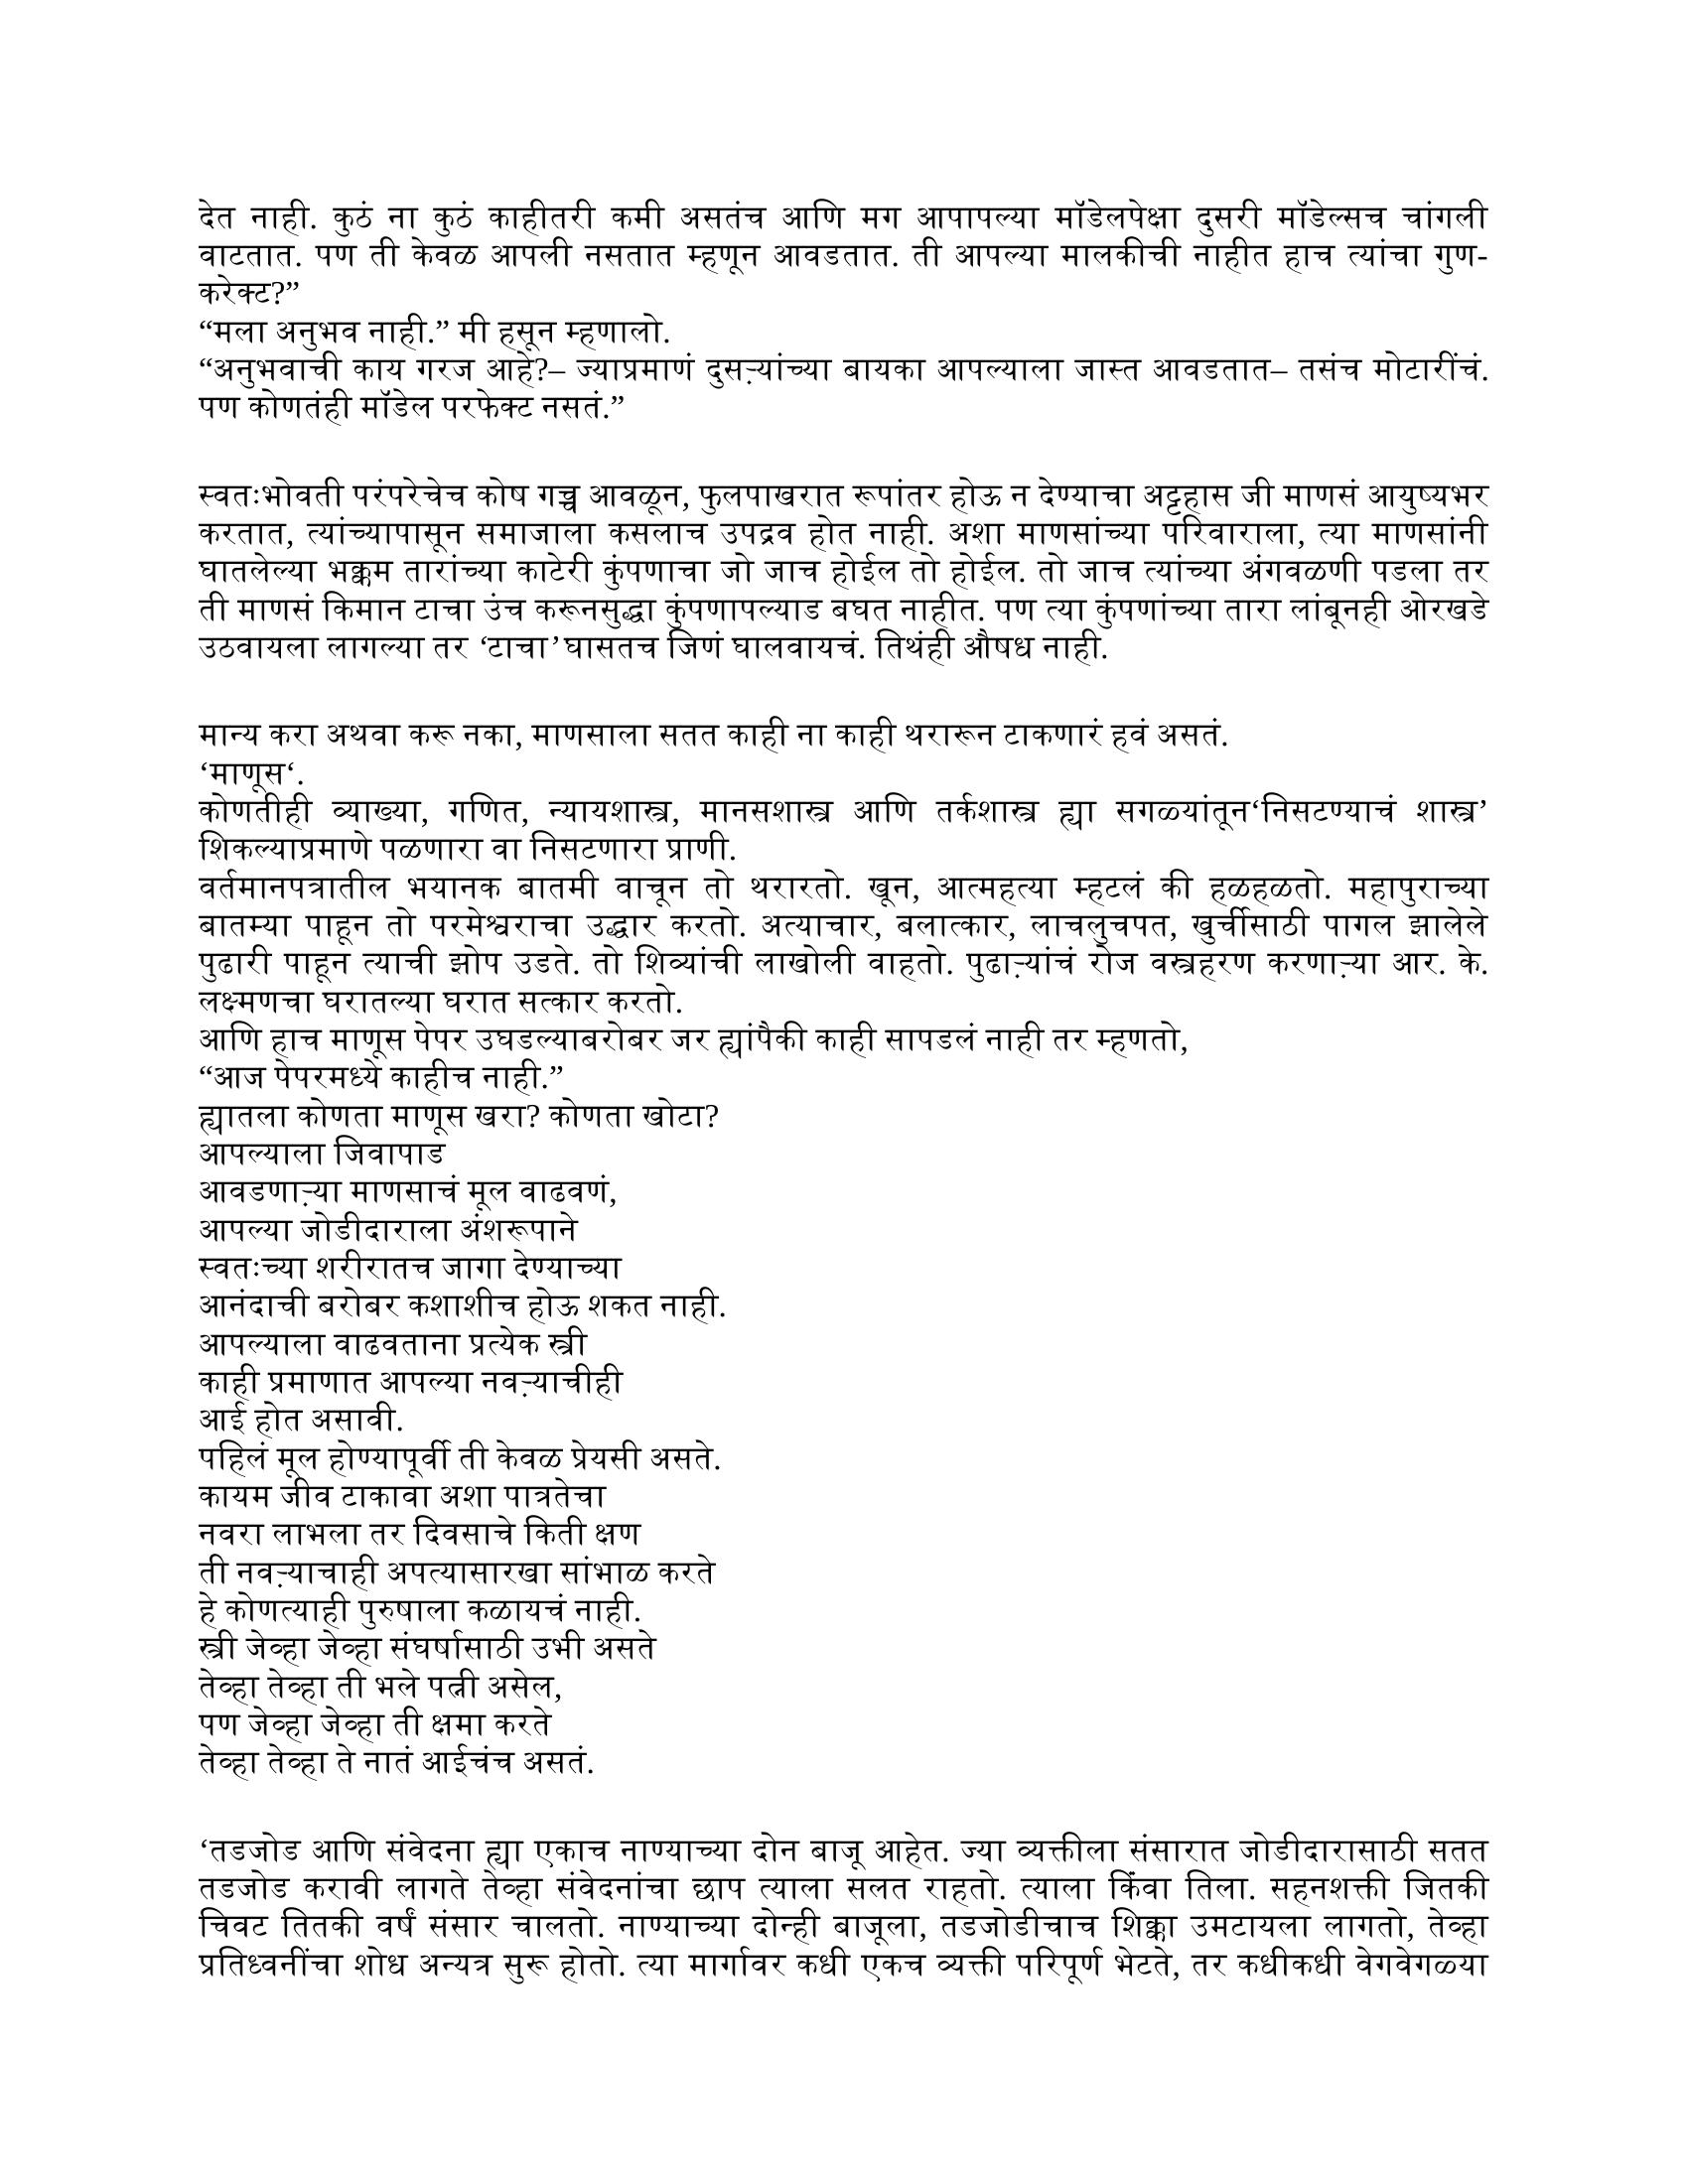 देत नाही. कुठं ना कुठं काहीतरी कमी असतंच आणि मग आपापल्या मॉडेलपेक्षा दुसरी मॉडेल्सच चांगली
वाटतात. पण ती केवळ आपली नसतात म्हणून आवडतात. ती आपल्या मालकीची नाहीत हाच त्यांचा गुण-
करेक्ट?”
“मला अनुभव नाही.” मी हसून म्हणालो.
“अनुभवाची काय गरज आहे?– ज्याप्रमाणं दुसऱ्यांच्या बायका आपल्याला जास्त आवडतात– तसंच मोटारींचं.
पण कोणतंही मॉडेल परफेक्ट नसतं.”
स्वतःभोवती परंपरेचेच कोष गच्च आवळून, फुलपाखरात रूपांतर होऊ न देण्याचा अट्टहास जी माणसं आयुष्यभर
करतात, त्यांच्यापासून समाजाला कसलाच उपद्रव होत नाही. अशा माणसांच्या परिवाराला, त्या माणसांनी
घातलेल्या भक्कम तारांच्या काटेरी कुंपणाचा जो जाच होईल तो होईल. तो जाच त्यांच्या अंगवळणी पडला तर
ती माणसं किमान टाचा उंच करूनसुद्धा कुंपणापल्याड बघत नाहीत. पण त्या कुंपणांच्या तारा लांबूनही ओरखडे
उठवायला लागल्या तर ‘टाचा’ घासतच जिणं घालवायचं. तिथंही औषध नाही.
मान्य करा अथवा करू नका, माणसाला सतत काही ना काही थरारून टाकणारं हवं असतं.
‘माणूस‘.
कोणतीही व्याख्या, गणित, न्यायशास्त्र, मानसशास्त्र आणि तर्कशास्त्र ह्या सगळ्यांतून‘निसटण्याचं शास्त्र’
शिकल्याप्रमाणे पळणारा वा निसटणारा प्राणी.
वर्तमानपत्रातील भयानक बातमी वाचून तो थरारतो. खून, आत्महत्या म्हटलं की हळहळतो. महापुराच्या
बातम्या पाहून तो परमेश्वराचा उद्धार करतो. अत्याचार, बलात्कार, लाचलुचपत, खुर्चीसाठी पागल झालेले
पुढारी पाहून त्याची झोप उडते. तो शिव्यांची लाखोली वाहतो. पुढाऱ्यांचं रोज वस्त्रहरण करणाऱ्या आर. के.
लक्ष्मणचा घरातल्या घरात सत्कार करतो.
आणि हाच माणूस पेपर उघडल्याबरोबर जर ह्यांपैकी काही सापडलं नाही तर म्हणतो,
“आज पेपरमध्ये काहीच नाही.”
ह्यातला कोणता माणूस खरा? कोणता खोटा?
आपल्याला जिवापाड
आवडणाऱ्या माणसाचं मूल वाढवणं,
आपल्या जोडीदाराला अंशरूपाने
स्वतःच्या शरीरातच जागा देण्याच्या
आनंदाची बरोबर कशाशीच होऊ शकत नाही.
आपल्याला वाढवताना प्रत्येक स्त्री
काही प्रमाणात आपल्या नवऱ्याचीही
आई होत असावी.
पहिलं मूल होण्यापूर्वी ती केवळ प्रेयसी असते.
कायम जीव टाकावा अशा पात्रतेचा
नवरा लाभला तर दिवसाचे किती क्षण
ती नवऱ्याचाही अपत्यासारखा सांभाळ करते
हे कोणत्याही पुरुषाला कळायचं नाही.
स्त्री जेव्हा जेव्हा संघर्षासाठी उभी असते
तेव्हा तेव्हा ती भले पत्नी असेल,
पण जेव्हा जेव्हा ती क्षमा करते
तेव्हा तेव्हा ते नातं आईचंच असतं.
‘तडजोड आणि संवेदना ह्या एकाच नाण्याच्या दोन बाजू आहेत. ज्या व्यक्तीला संसारात जोडीदारासाठी सतत
तडजोड करावी लागते तेव्हा संवेदनांचा छाप त्याला सलत राहतो. त्याला किंवा तिला. सहनशक्ती जितकी
चिवट तितकी वर्षं संसार चालतो. नाण्याच्या दोन्ही बाजूला, तडजोडीचाच शिक्का उमटायला लागतो, तेव्हा
प्रतिध्वनींचा शोध अन्यत्र सुरू होतो. त्या मार्गावर कधी एकच व्यक्ती परिपूर्ण भेटते, तर कधीकधी वेगवेगळ्या